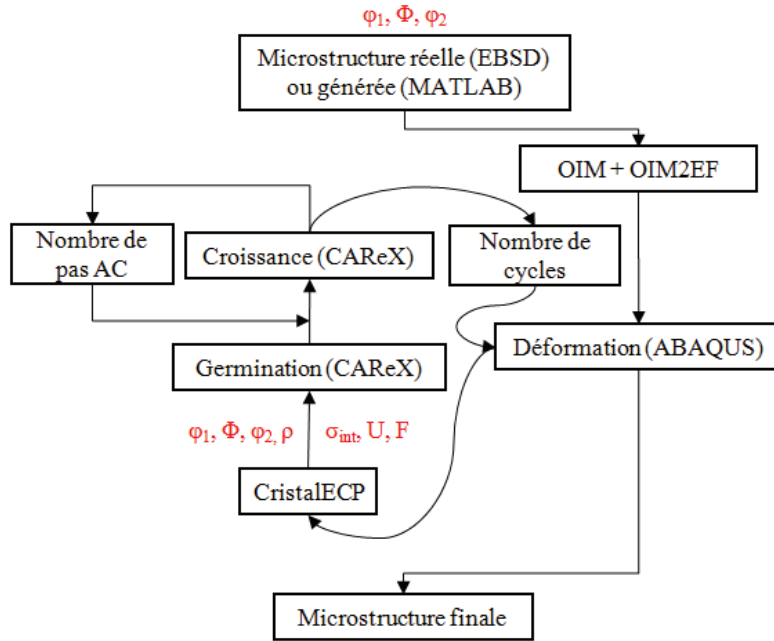 φ1, Φ, φ2
Microstructure réelle (EBSD)
ou générée (MATLAB)
OIM + OIM2EF
Nombre de
pas AC
Croissance (CAReX)
Nombre de
cycles
Germination (CAReX)
Déformation (ABAQUS)
φ1, Φ, φ2, ρ
σint, U, F
CristalECP
Microstructure finale